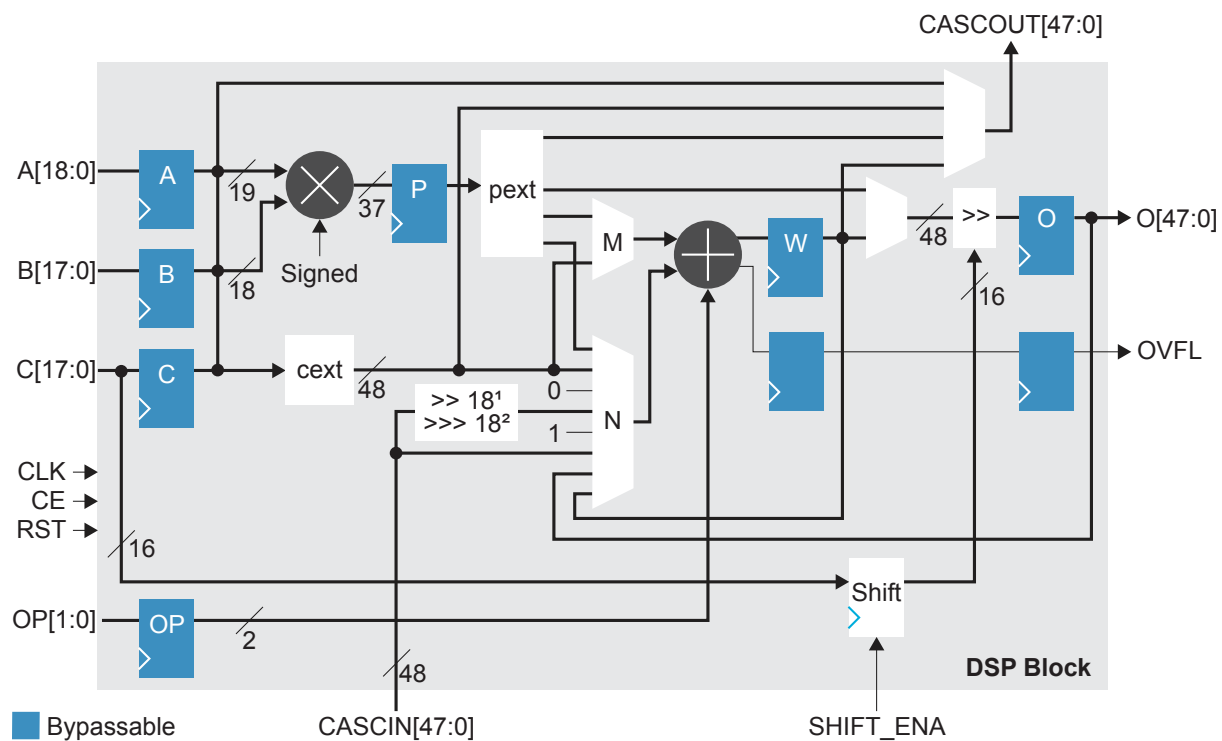 CASCOUT[47:0]
A[18:0]
A
19
37
P
pext
Signed
M
W
48
>>
O
O[47:0]
16
B[17:0]
B
18
C[17:0]
C
cext
48
0
>> 18¹
>>> 18²
1
N
OVFL
CLK
CE
RST
16
Shift
OP[1:0]
OP
2
48
DSP Block
Bypassable
CASCIN[47:0]
SHIFT_ENA